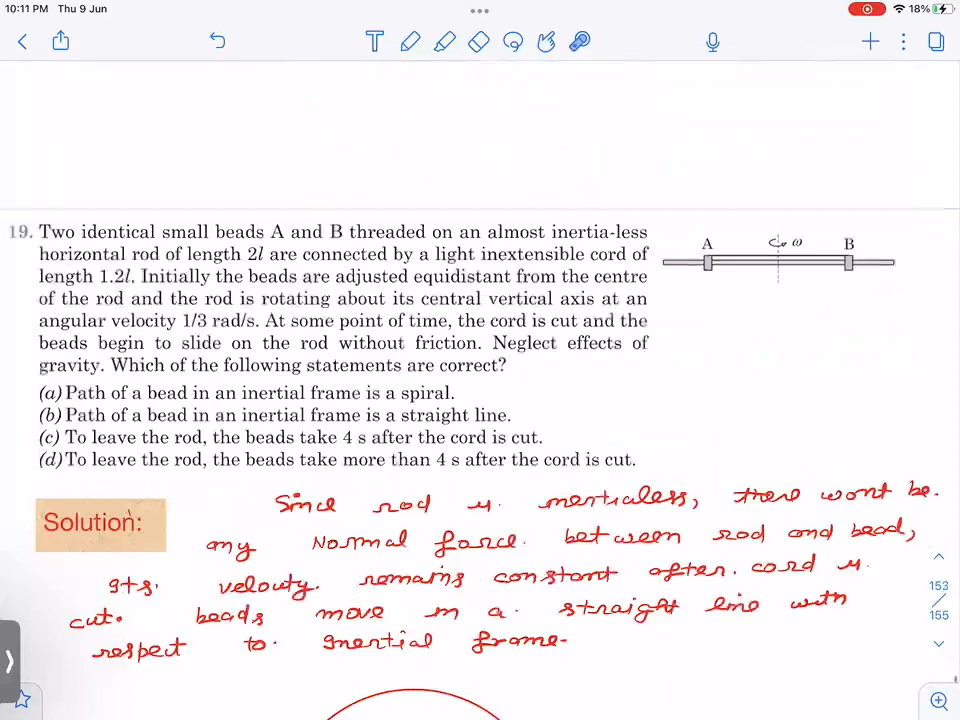 10:11 PM Thu 9 Jun
18%
T
19. Two identical small beads A and B threaded on an almost inertia-less
horizontal rod of length 2l are connected by a light inextensible cord of
length 1.2l. Initially the beads are adjusted equidistant from the centre
of the rod and the rod is rotating about its central vertical axis at an
angular velocity 1/3 rad/s. At some point of time, the cord is cut and the
beads begin to slide on the rod without friction. Neglect effects of
gravity. Which of the following statements are correct?
A ω B
(a) Path of a bead in an inertial frame is a spiral.
(b) Path of a bead in an inertial frame is a straight line.
(c) To leave the rod, the beads take 4 s after the cord is cut.
(d) To leave the rod, the beads take more than 4 s after the cord is cut.
Solution:
Since rod is inertialess, there wont be.
any Normal force between rod and bead,
Its. velouty. remains constant after. cord is.
cut. beads move in a straight line with
respect to inertial frame-
153
155